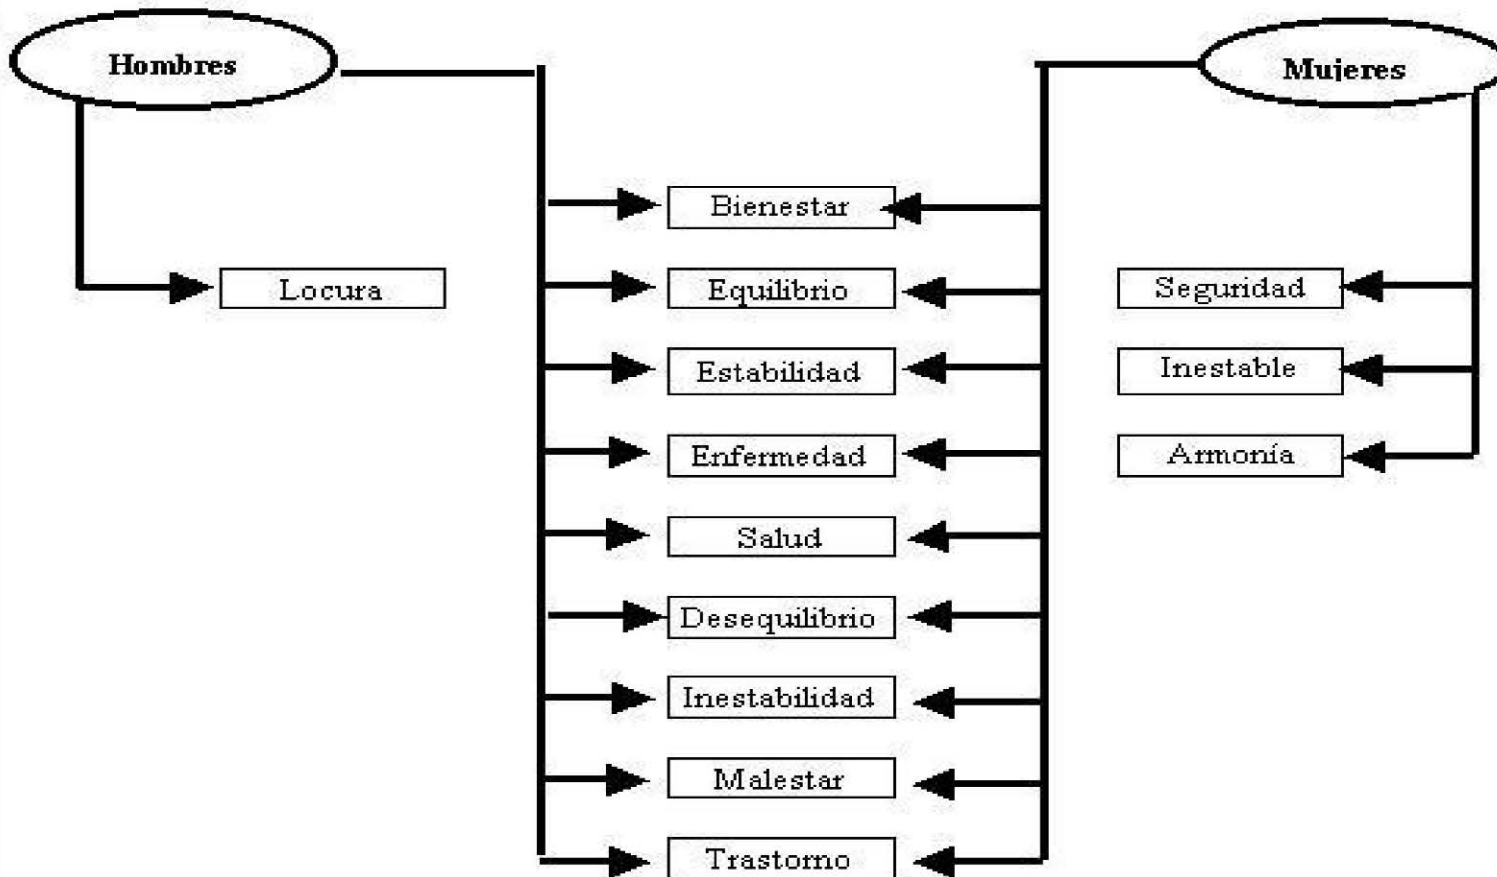 Hombres
Mujeres
Bienestar
Locura
Equilibrio
Seguridad
Estabilidad
Inestable
Enfermedad
Armonía
Salud
Desequilibrio
Inestabilidad
Malestar
Trastorno